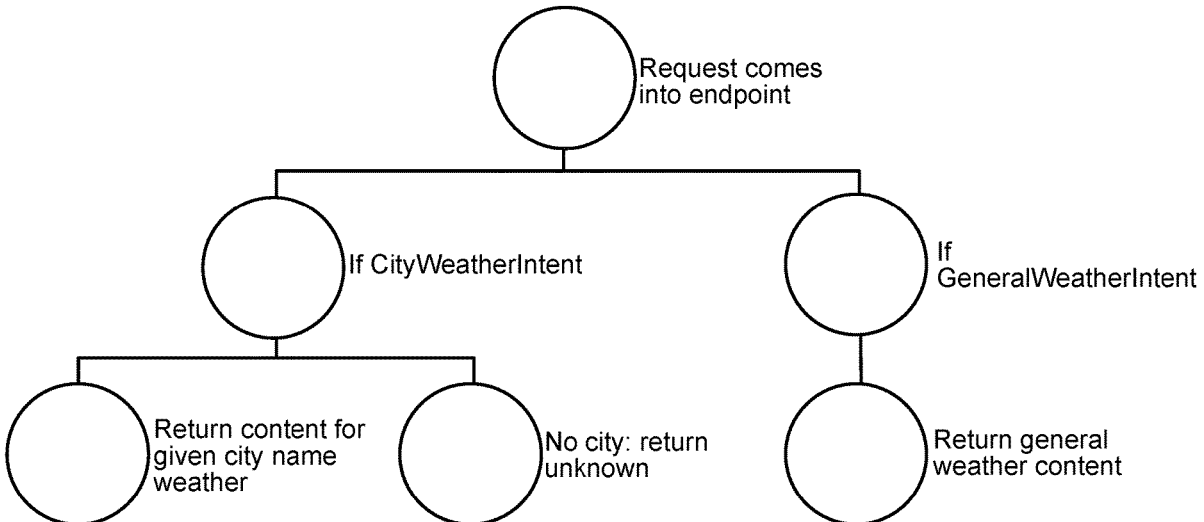 Request comes
into endpoint
If CityWeatherIntent
If
GeneralWeatherIntent
Return content for
given city name
weather
No city: return
unknown
Return general
weather content